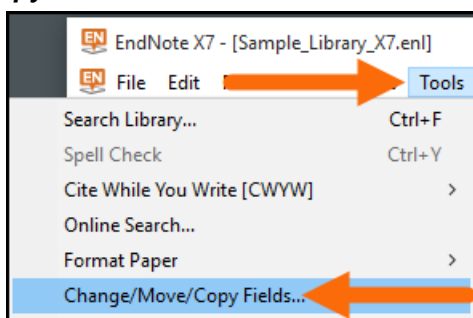 EndNote X7 - [Sample_Library_X7.enl]
File Edit Tools
Search Library... Ctrl+F
Spell Check Ctrl+Y
Cite While You Write [CWYW] >
Online Search...
Format Paper >
Change/Move/Copy Fields...